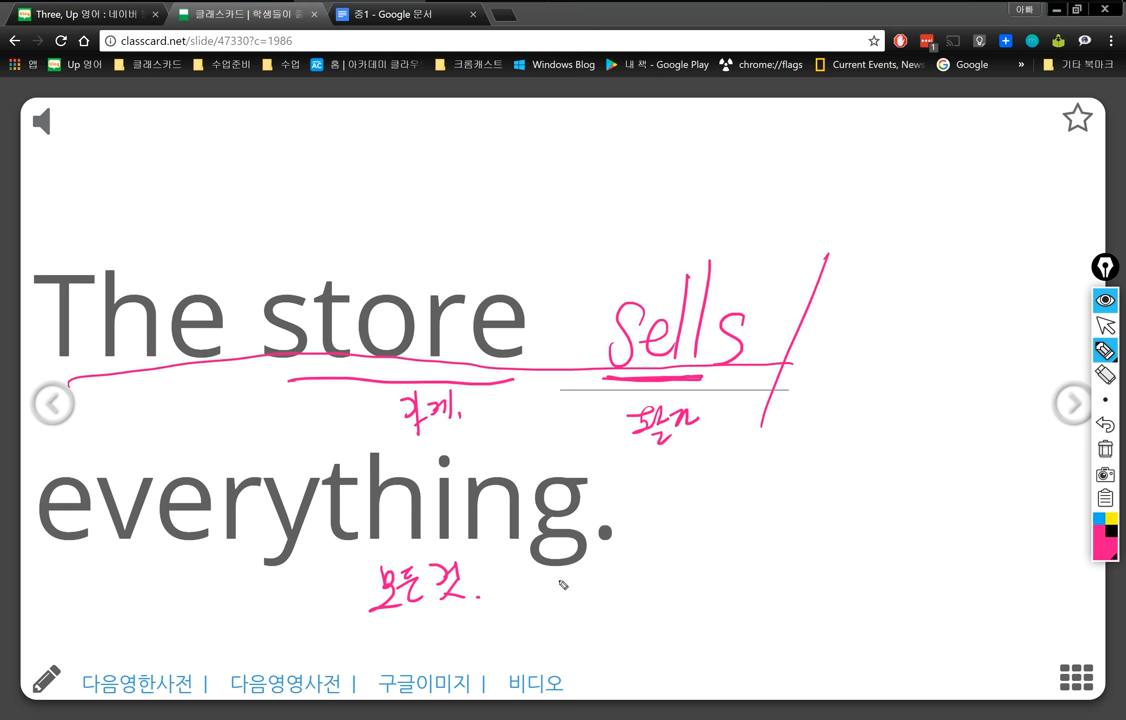 Three, Up 영어 : 네이버 블
클래스카드 | 학생들이 좋
중1 - Google 문서
아빠
classcard.net/slide/47330?c=1986
1
앱
Up 영어
클래스카드
수업준비
수업
홈 | 아카데미 클라우
크롬캐스트
Windows Blog
내 책 - Google Play
chrome://flags
Current Events, News
Google
»
기타 북마크
The store sells
가게.
everything.
모든 것.
다음영한사전 |
다음영영사전 |
구글이미지 |
비디오